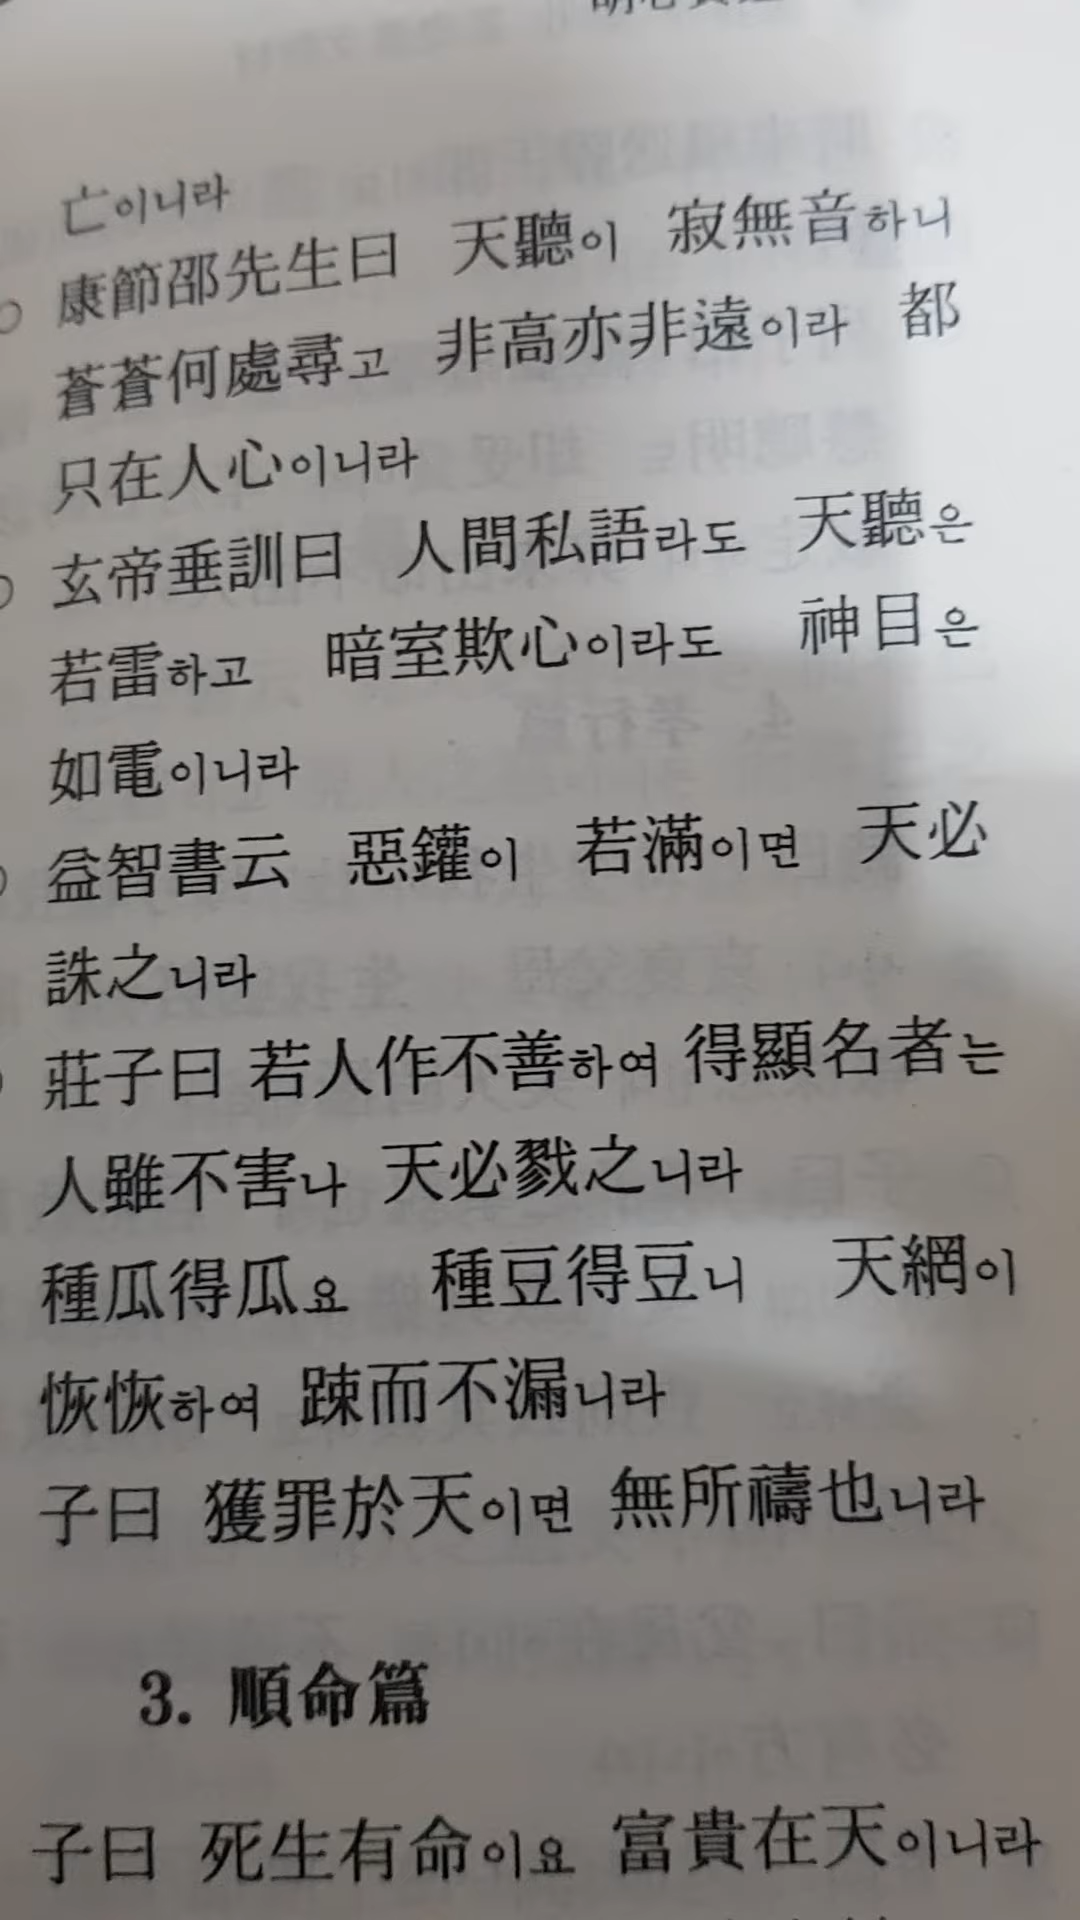 亡이니라
康節邵先生曰 天聽이 寂無音하니
蒼蒼何處尋고 非高亦非遠이라 都
只在人心이니라
玄帝垂訓曰 人間私語라도 天聽은
若雷하고 暗室欺心이라도 神目은
如電이니라
益智書云 惡鑵이 若滿이면 天必
誅之니라
莊子曰 若人作不善하여 得顯名者는
人雖不害나 天必戮之니라
種瓜得瓜요 種豆得豆니 天網이
恢恢하여 踈而不漏니라
子曰 獲罪於天이면 無所禱也니라
3. 順命篇
子曰 死生有命이요 富貴在天이니라